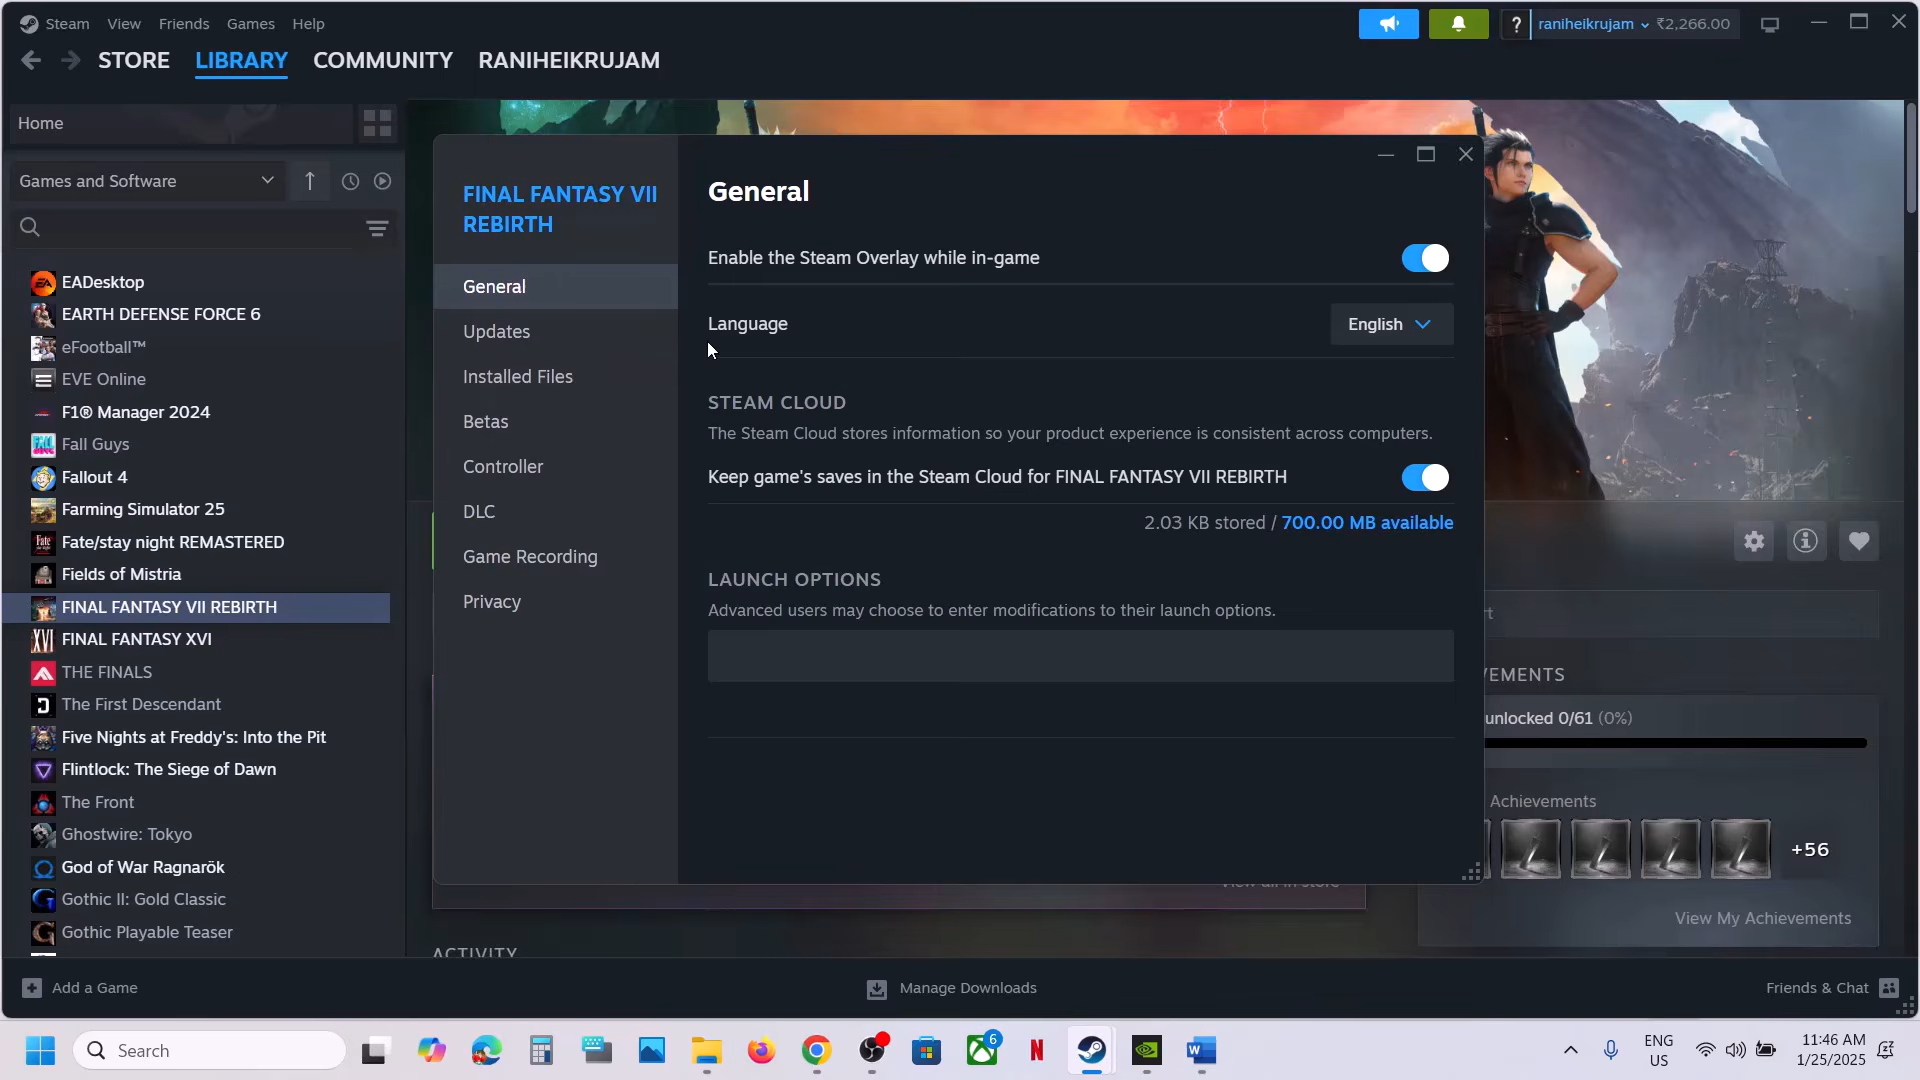 Steam View Friends Games Help
? raniheikrujam ₹2,266.00
STORE LIBRARY COMMUNITY RANIHEIKRUJAM
Home
Games and Software
EADesktop
EARTH DEFENSE FORCE 6
eFootball™
EVE Online
F1® Manager 2024
Fall Guys
Fallout 4
Farming Simulator 25
Fate/stay night REMASTERED
Fields of Mistria
FINAL FANTASY VII REBIRTH
FINAL FANTASY XVI
THE FINALS
The First Descendant
Five Nights at Freddy's: Into the Pit
Flintlock: The Siege of Dawn
The Front
Ghostwire: Tokyo
God of War Ragnarök
Gothic II: Gold Classic
Gothic Playable Teaser
FINAL FANTASY VII
REBIRTH
General
Updates
Installed Files
Betas
Controller
DLC
Game Recording
Privacy
General
Enable the Steam Overlay while in-game
Language English
STEAM CLOUD
The Steam Cloud stores information so your product experience is consistent across computers.
Keep game's saves in the Steam Cloud for FINAL FANTASY VII REBIRTH
2.03 KB stored / 700.00 MB available
LAUNCH OPTIONS
Advanced users may choose to enter modifications to their launch options.
VEMENTS
unlocked 0/61 (0%)
Achievements
+56
View My Achievements
View all in store
ACTIVITY
Add a Game
Manage Downloads
Friends & Chat
Search
6
ENG
US
11:46 AM
1/25/2025